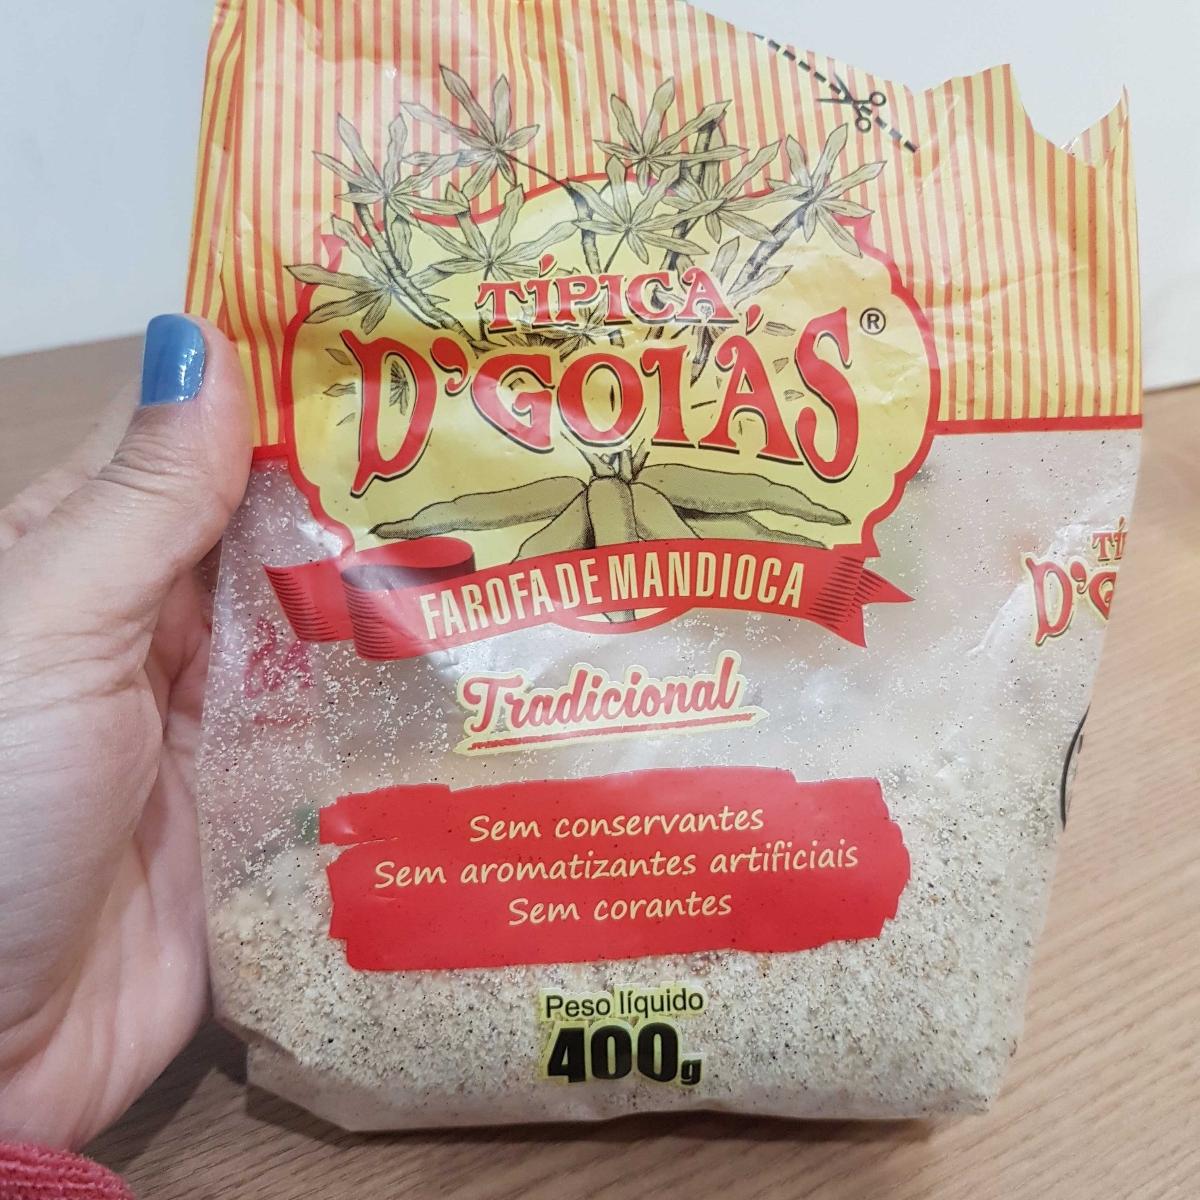 TÍPICA
D'GOIÁS®
FAROFA DE MANDIOCA
Tradicional
Sem conservantes
Sem aromatizantes artificiais
Sem corantes
Peso líquido
400g